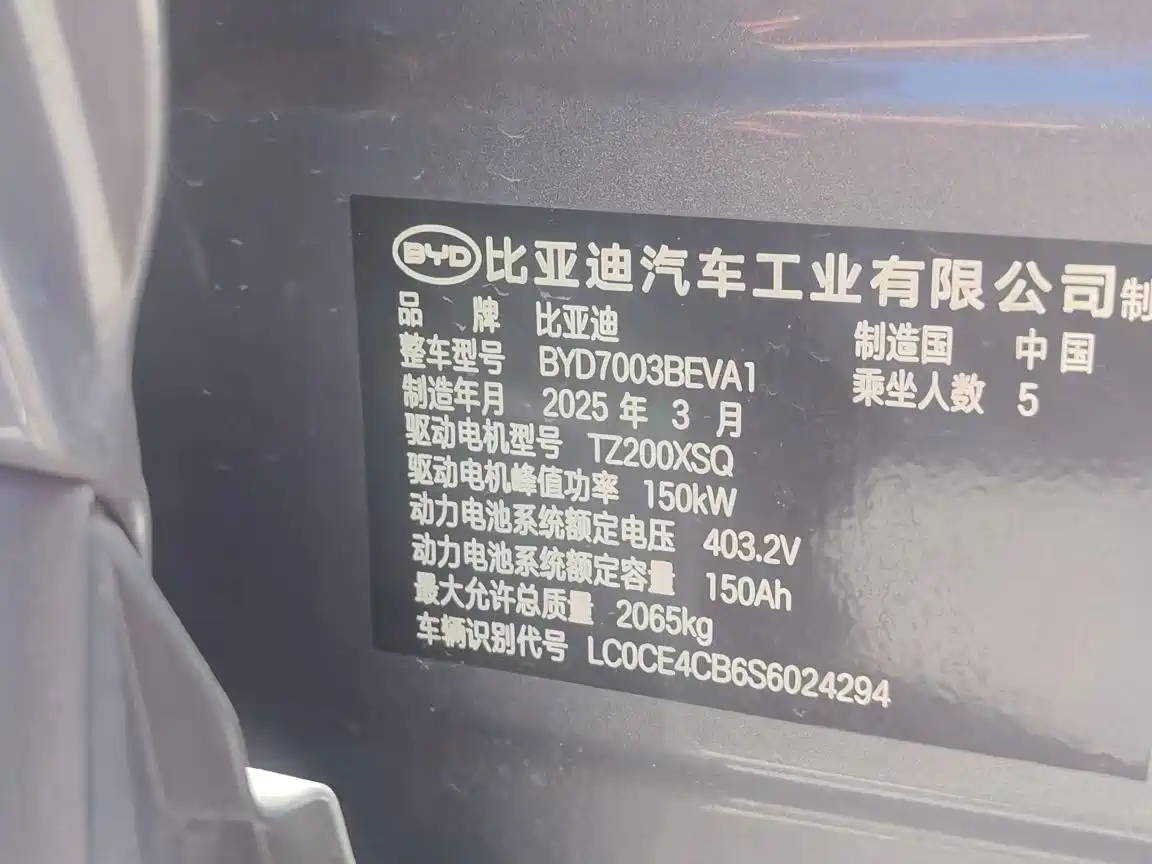 BYD 比亚迪汽车工业有限公司制
品 牌 比亚迪 制造国 中国
整车型号 BYD7003BEVA1 乘坐人数 5
制造年月 2025 年 3 月
驱动电机型号 TZ200XSQ
驱动电机峰值功率 150kW
动力电池系统额定电压 403.2V
动力电池系统额定容量 150Ah
最大允许总质量 2065kg
车辆识别代号 LC0CE4CB6S6024294